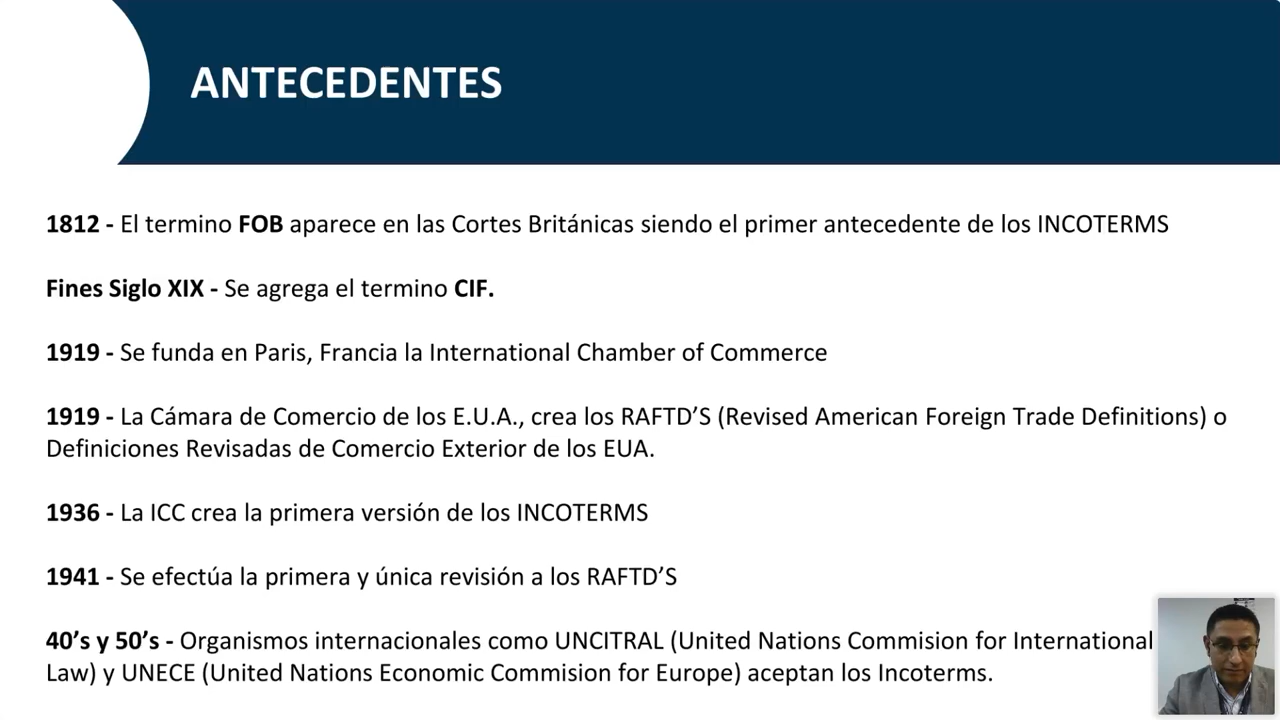 ANTECEDENTES
1812 - El termino FOB aparece en las Cortes Británicas siendo el primer antecedente de los INCOTERMS
Fines Siglo XIX - Se agrega el termino CIF.
1919 - Se funda en Paris, Francia la International Chamber of Commerce
1919 - La Cámara de Comercio de los E.U.A., crea los RAFTD’S (Revised American Foreign Trade Definitions) o
Definiciones Revisadas de Comercio Exterior de los EUA.
1936 - La ICC crea la primera versión de los INCOTERMS
1941 - Se efectúa la primera y única revisión a los RAFTD’S
40’s y 50’s - Organismos internacionales como UNCITRAL (United Nations Commision for International
Law) y UNECE (United Nations Economic Commision for Europe) aceptan los Incoterms.